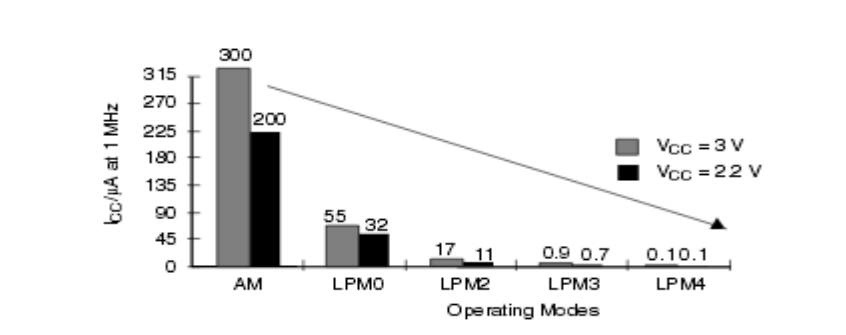 300
315
270
225
200
180
135
90
45
0
55
32
17
11
0.9
0.7
0.1
0.1
VCC = 3 V
VCC = 2.2 V
ICC/µA at 1 MHz
AM
LPM0
LPM2
LPM3
LPM4
Operating Modes